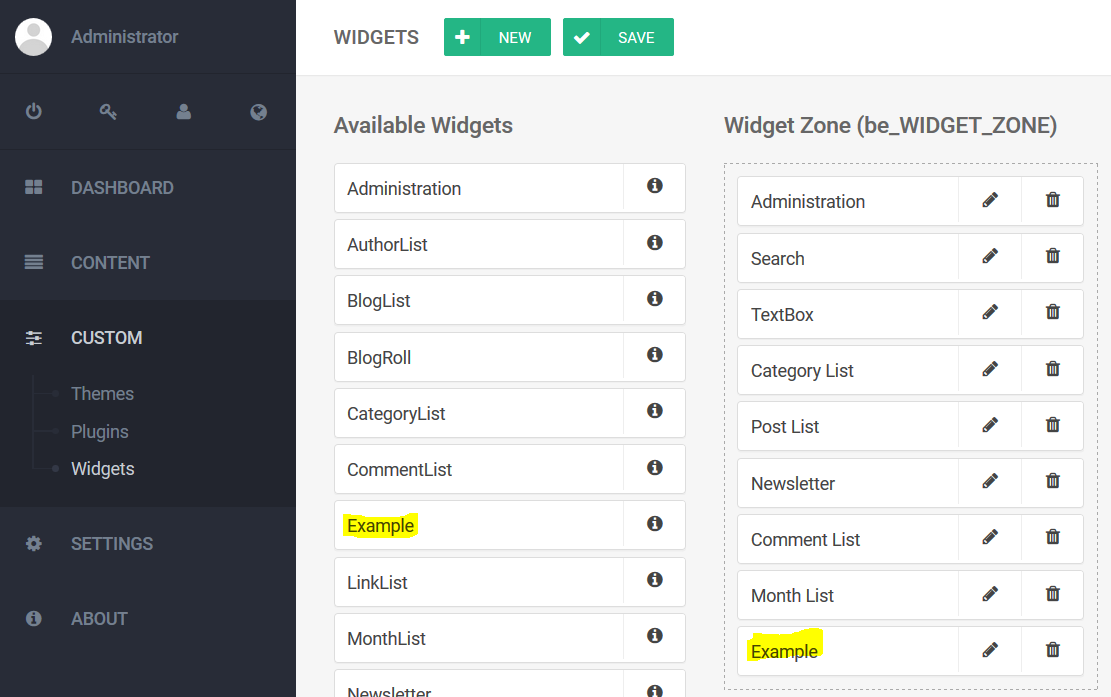 Administrator
DASHBOARD
CONTENT
CUSTOM
Themes
Plugins
Widgets
SETTINGS
ABOUT
WIDGETS
NEW
SAVE
Available Widgets
Administration
AuthorList
BlogList
BlogRoll
CategoryList
CommentList
Example
LinkList
MonthList
Newsletter
Widget Zone (be_WIDGET_ZONE)
Administration
Search
TextBox
Category List
Post List
Newsletter
Comment List
Month List
Example